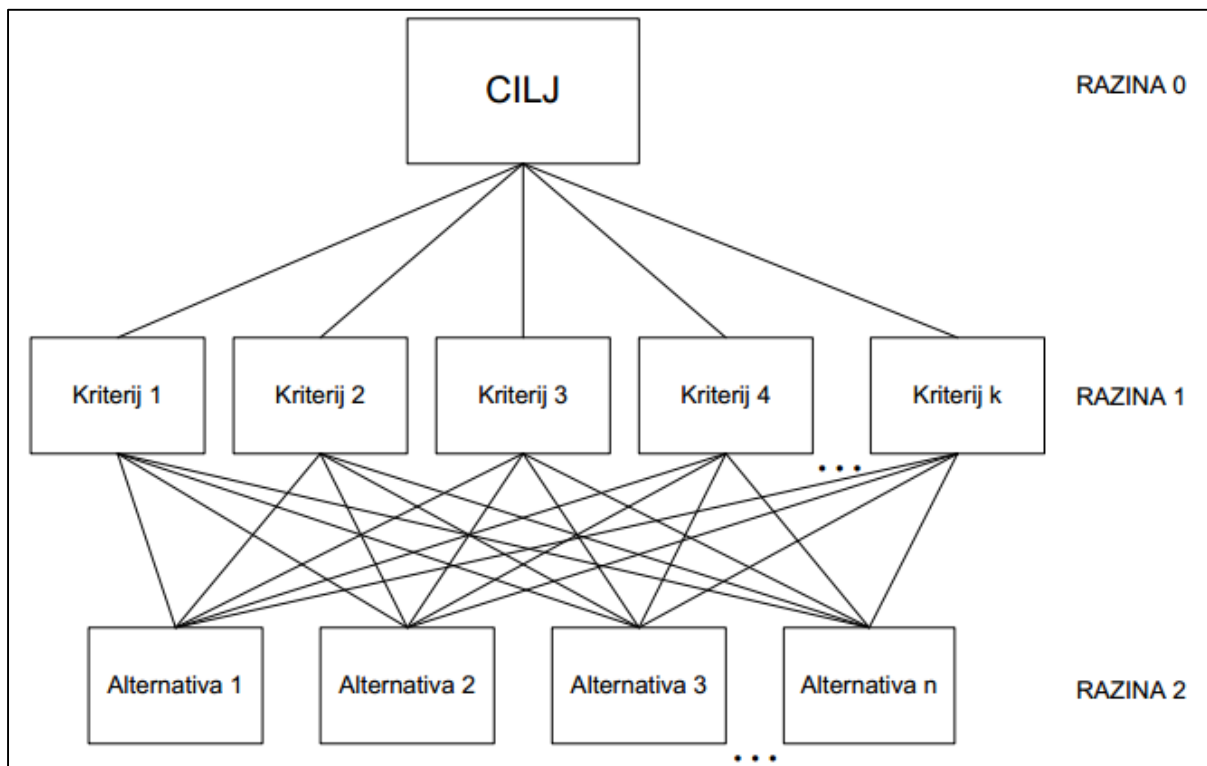 CILJ
RAZINA 0
Kriterij 1
Kriterij 2
Kriterij 3
Kriterij 4
Kriterij k
RAZINA 1
...
Alternativa 1
Alternativa 2
Alternativa 3
Alternativa n
RAZINA 2
...